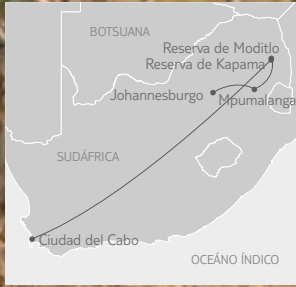 BOTSUANA
Reserva de Moditlo
Reserva de Kapama
Johannesburgo
Mpumalanga
SUDÁFRICA
Ciudad del Cabo
OCEÁNO ÍNDICO